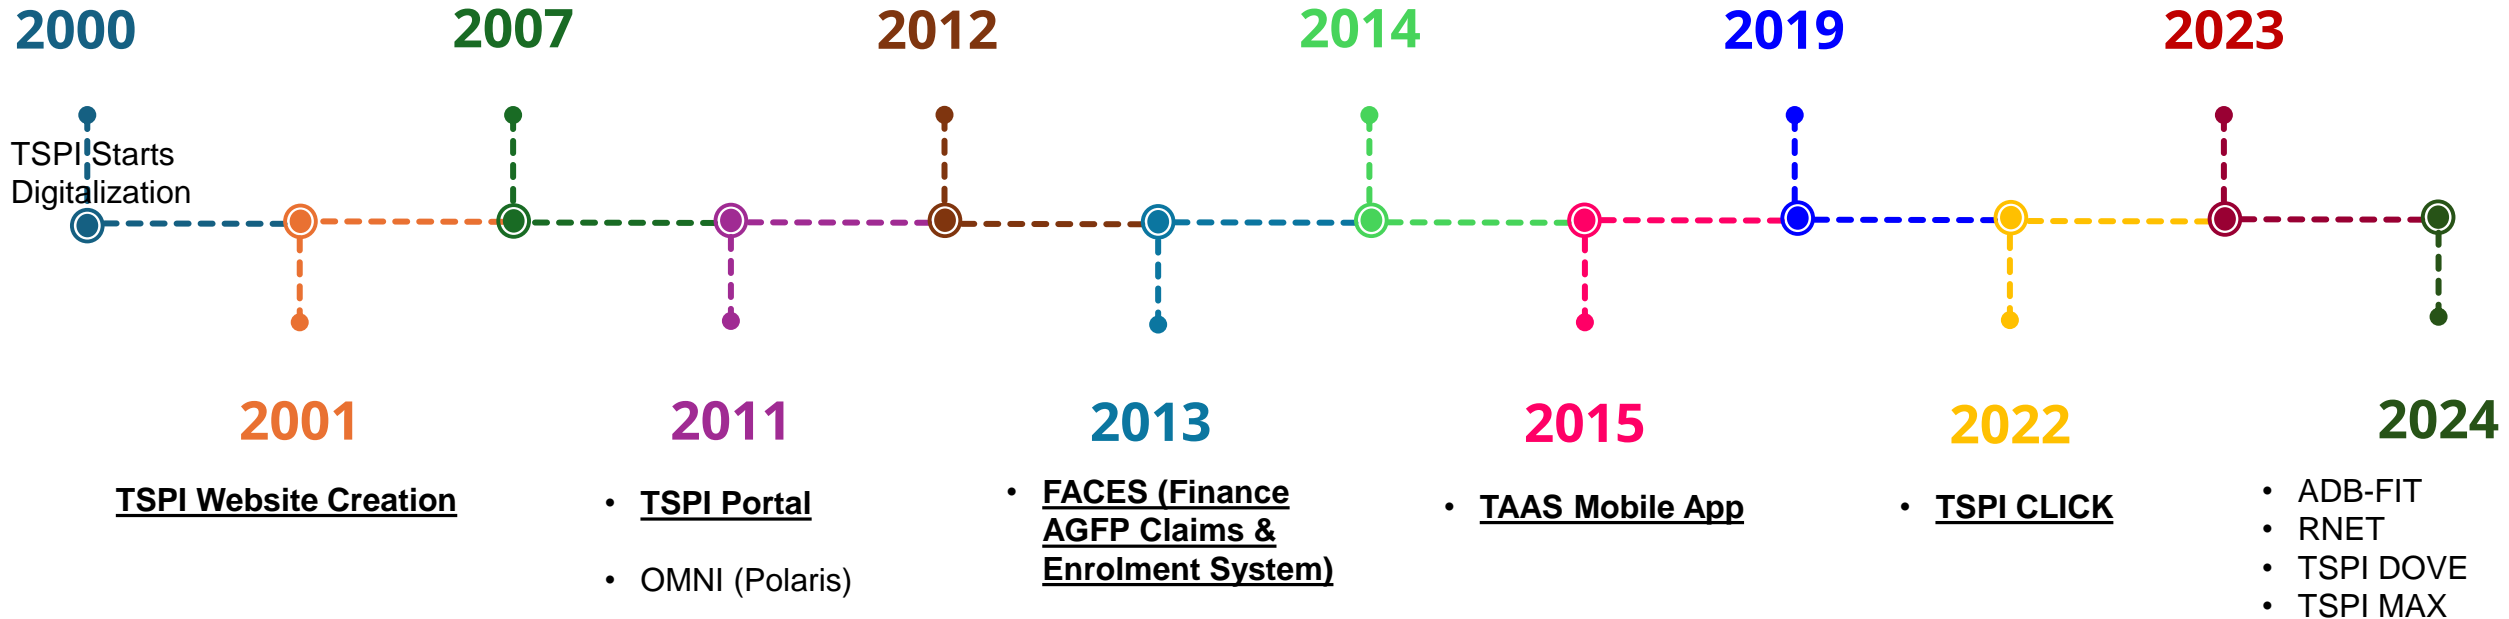 2000
2007
2012
2014
2019
2023
TSPI Starts
Digitalization
2001
2011
2013
2015
2022
2024
TSPI Website Creation
• TSPI Portal
• OMNI (Polaris)
• FACES (Finance
AGFP Claims &
Enrolment System)
• TAAS Mobile App
• TSPI CLICK
• ADB-FIT
• RNET
• TSPI DOVE
• TSPI MAX